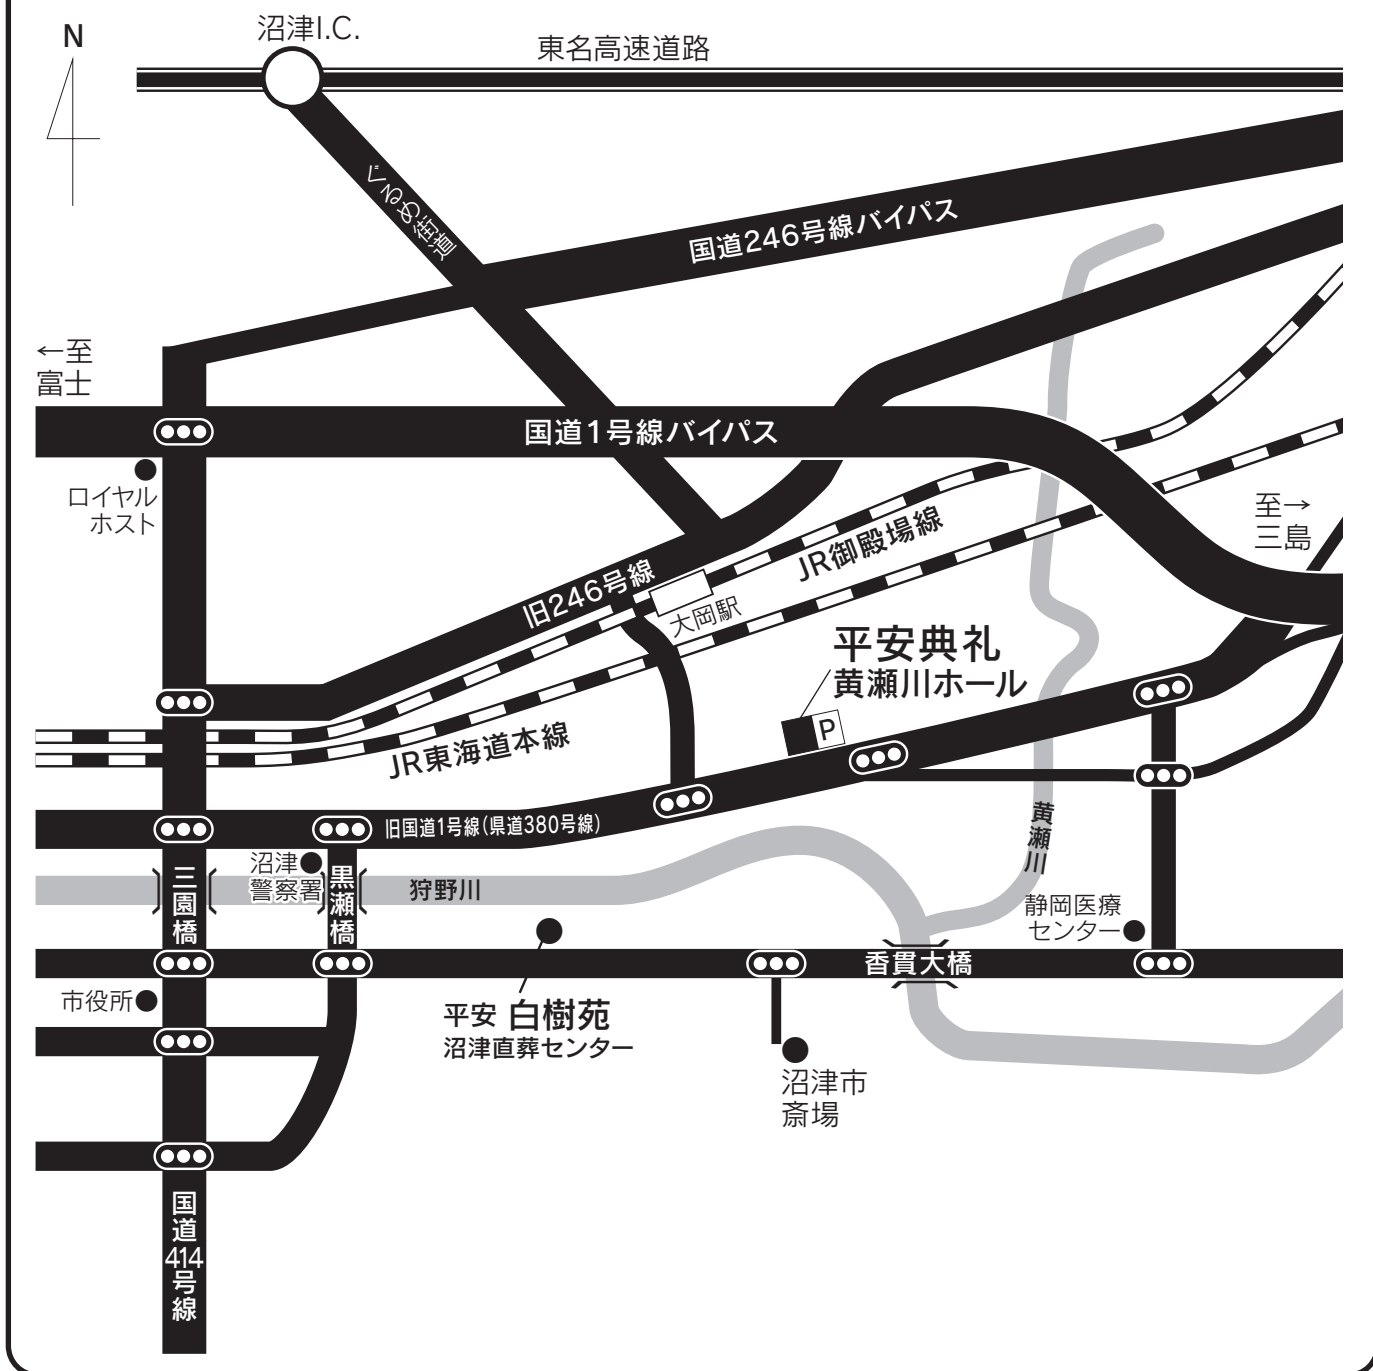 N
沼津I.C.
東名高速道路
ぐるめ街道
国道246号線バイパス
←至
富士
国道1号線バイパス
ロイヤル
ホスト
至→
三島
JR御殿場線
旧246号線
大岡駅
平安典礼
黄瀬川ホール
P
JR東海道本線
旧国道1号線(県道380号線)
黄瀬川
沼津
警察署
三園橋
黒瀬橋
狩野川
静岡医療
センター
香貫大橋
市役所
平安 白樹苑
沼津直葬センター
沼津市
斎場
国道414号線